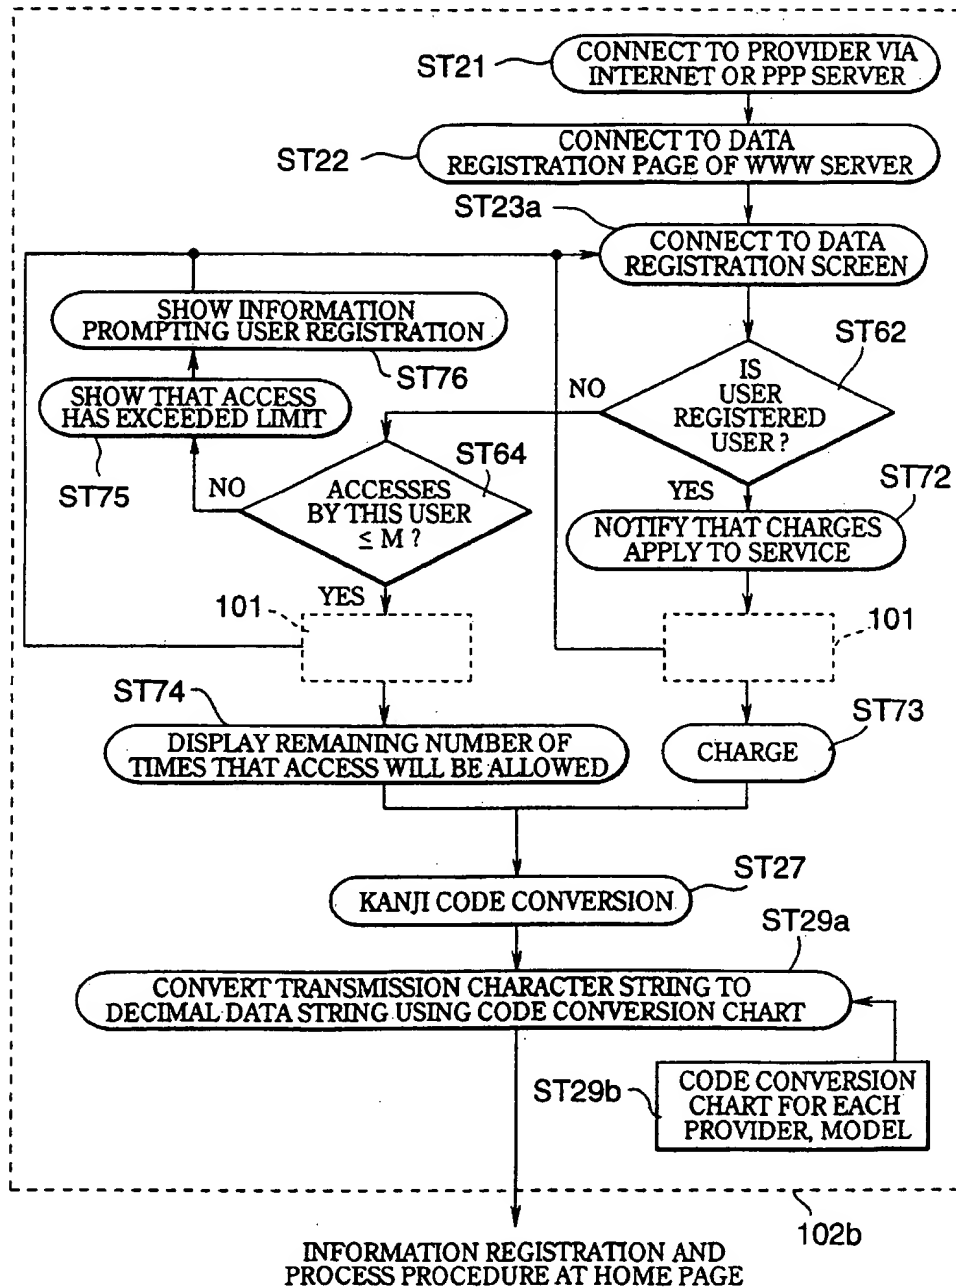 ST21
CONNECT TO PROVIDER VIA
INTERNET OR PPP SERVER
ST22
CONNECT TO DATA
REGISTRATION PAGE OF WWW SERVER
ST23a
CONNECT TO DATA
REGISTRATION SCREEN
SHOW INFORMATION
PROMPTING USER REGISTRATION
ST76
ST62
IS
USER
REGISTERED
USER ?
NO
YES
SHOW THAT ACCESS
HAS EXCEEDED LIMIT
ST75
ST64
NO
ACCESSES
BY THIS USER
≤ M ?
YES
ST72
NOTIFY THAT CHARGES
APPLY TO SERVICE
101
101
ST74
DISPLAY REMAINING NUMBER OF
TIMES THAT ACCESS WILL BE ALLOWED
ST73
CHARGE
ST27
KANJI CODE CONVERSION
ST29a
CONVERT TRANSMISSION CHARACTER STRING TO
DECIMAL DATA STRING USING CODE CONVERSION CHART
ST29b
CODE CONVERSION
CHART FOR EACH
PROVIDER, MODEL
102b
INFORMATION REGISTRATION AND
PROCESS PROCEDURE AT HOME PAGE